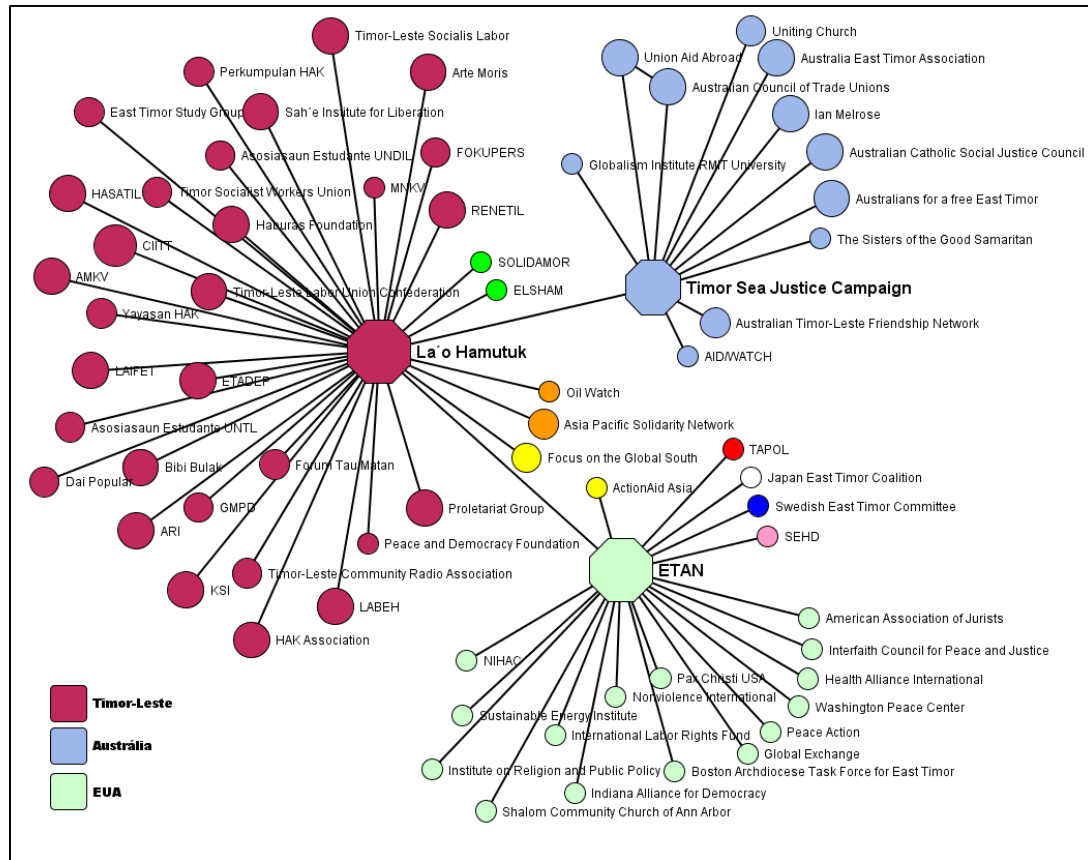 Timor-Leste Socialis Labor
Uniting Church
Union Aid Abroad
Australia East Timor Association
Perkumpulan HAK
Arte Moris
Australian Council of Trade Unions
East Timor Study Group
Sah´e Institute for Liberation
Ian Melrose
Asosiasaun Estudante UNDIL
FOKUPERS
Australian Catholic Social Justice Council
Globalism Institute RMIT University
HASATIL
Timor Socialist Workers Union
MNKV
Australians for a free East Timor
RENETIL
Haburas Foundation
The Sisters of the Good Samaritan
CIITT
SOLIDAMOR
AMKV
Timor-Leste Labor Union Confederation
ELSHAM
Timor Sea Justice Campaign
Yayasan HAK
Australian Timor-Leste Friendship Network
La´o Hamutuk
AID/WATCH
LAIFET
ETADEP
Oil Watch
Asosiasaun Estudante UNTL
Asia Pacific Solidarity Network
TAPOL
Bibi Bulak
Forum Tau Matan
Focus on the Global South
Japan East Timor Coalition
Dai Popular
ActionAid Asia
GMPD
Proletariat Group
Swedish East Timor Committee
ARI
Peace and Democracy Foundation
SEHD
Timor-Leste Community Radio Association
ETAN
KSI
LABEH
American Association of Jurists
HAK Association
Interfaith Council for Peace and Justice
NIHAC
Pax Christi USA
Health Alliance International
Nonviolence International
Washington Peace Center
Sustainable Energy Institute
International Labor Rights Fund
Peace Action
Global Exchange
Institute on Religion and Public Policy
Boston Archdiocese Task Force for East Timor
Indiana Alliance for Democracy
Shalom Community Church of Ann Arbor
Timor-Leste
Austrália
EUA